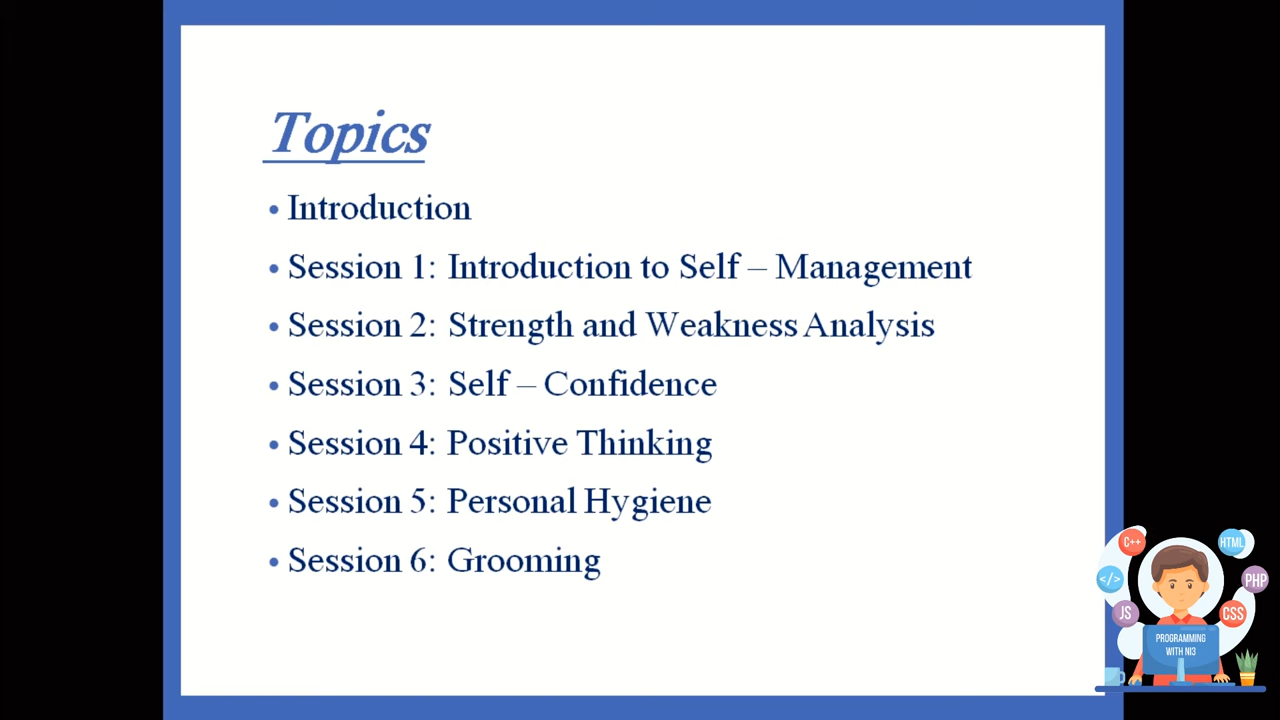 Topics
• Introduction
• Session 1: Introduction to Self – Management
• Session 2: Strength and Weakness Analysis
• Session 3: Self – Confidence
• Session 4: Positive Thinking
• Session 5: Personal Hygiene
• Session 6: Grooming
C++
HTML
</>
PHP
JS
CSS
PROGRAMMING
WITH NI3